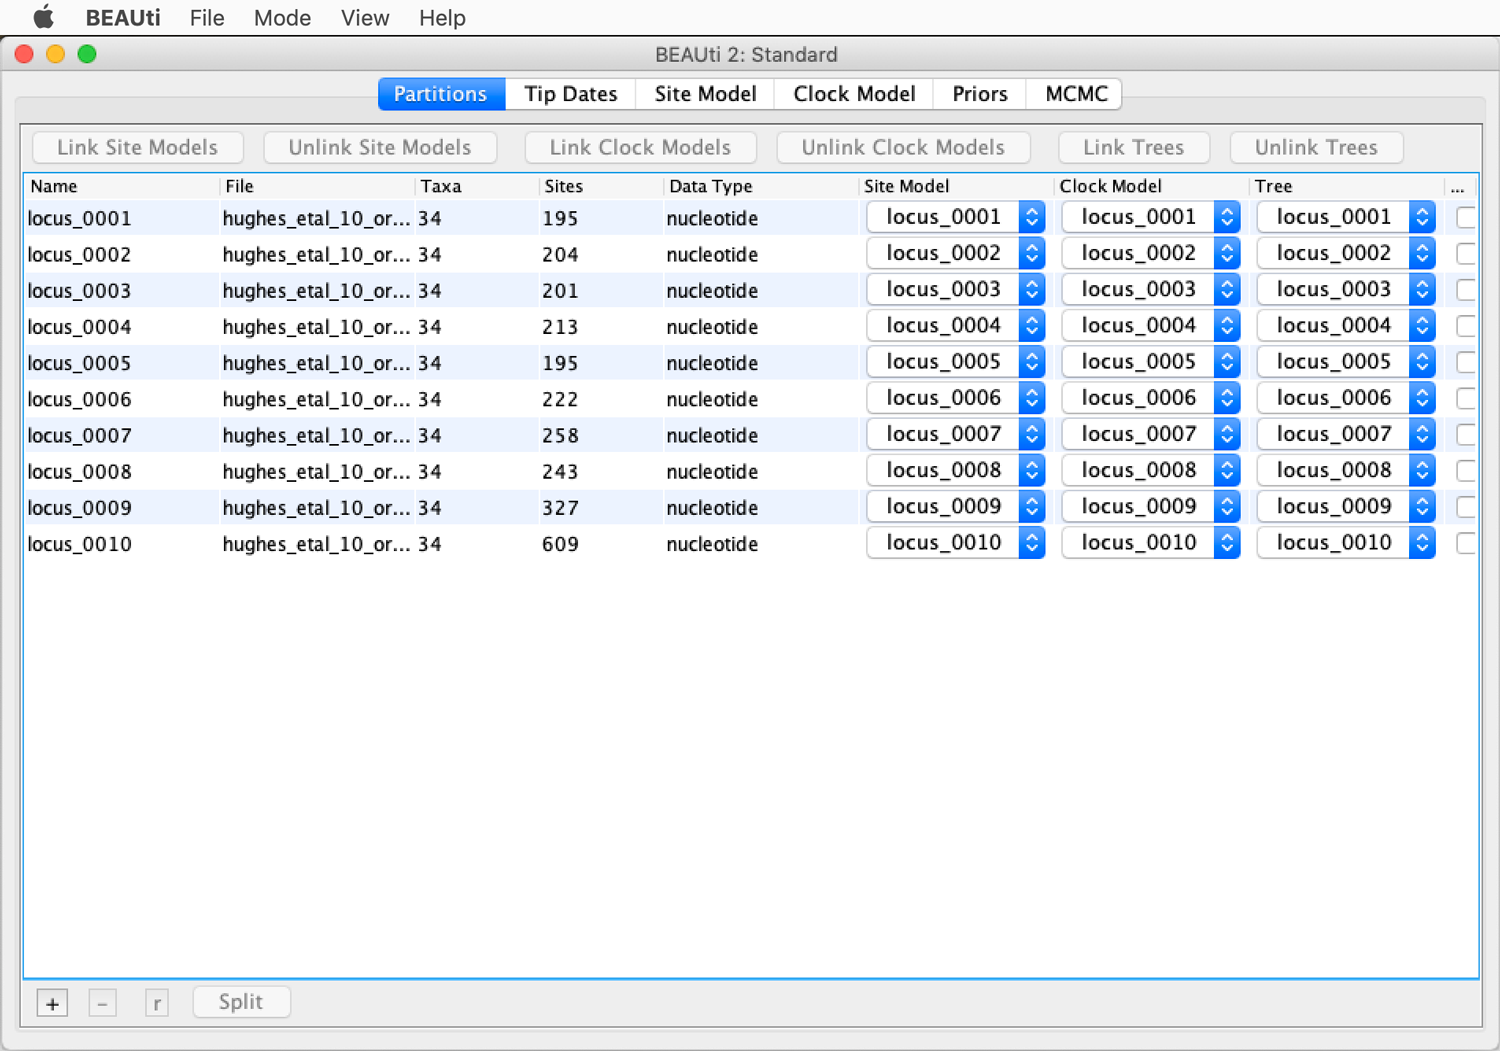 BEAUti File Mode View Help
BEAUti 2: Standard
Partitions Tip Dates Site Model Clock Model Priors MCMC
Link Site Models Unlink Site Models Link Clock Models Unlink Clock Models Link Trees Unlink Trees
Name File Taxa Sites Data Type Site Model Clock Model Tree ...
locus_0001 hughes_etal_10_or... 34 195 nucleotide locus_0001 locus_0001 locus_0001
locus_0002 hughes_etal_10_or... 34 204 nucleotide locus_0002 locus_0002 locus_0002
locus_0003 hughes_etal_10_or... 34 201 nucleotide locus_0003 locus_0003 locus_0003
locus_0004 hughes_etal_10_or... 34 213 nucleotide locus_0004 locus_0004 locus_0004
locus_0005 hughes_etal_10_or... 34 195 nucleotide locus_0005 locus_0005 locus_0005
locus_0006 hughes_etal_10_or... 34 222 nucleotide locus_0006 locus_0006 locus_0006
locus_0007 hughes_etal_10_or... 34 258 nucleotide locus_0007 locus_0007 locus_0007
locus_0008 hughes_etal_10_or... 34 243 nucleotide locus_0008 locus_0008 locus_0008
locus_0009 hughes_etal_10_or... 34 327 nucleotide locus_0009 locus_0009 locus_0009
locus_0010 hughes_etal_10_or... 34 609 nucleotide locus_0010 locus_0010 locus_0010
+ - r Split